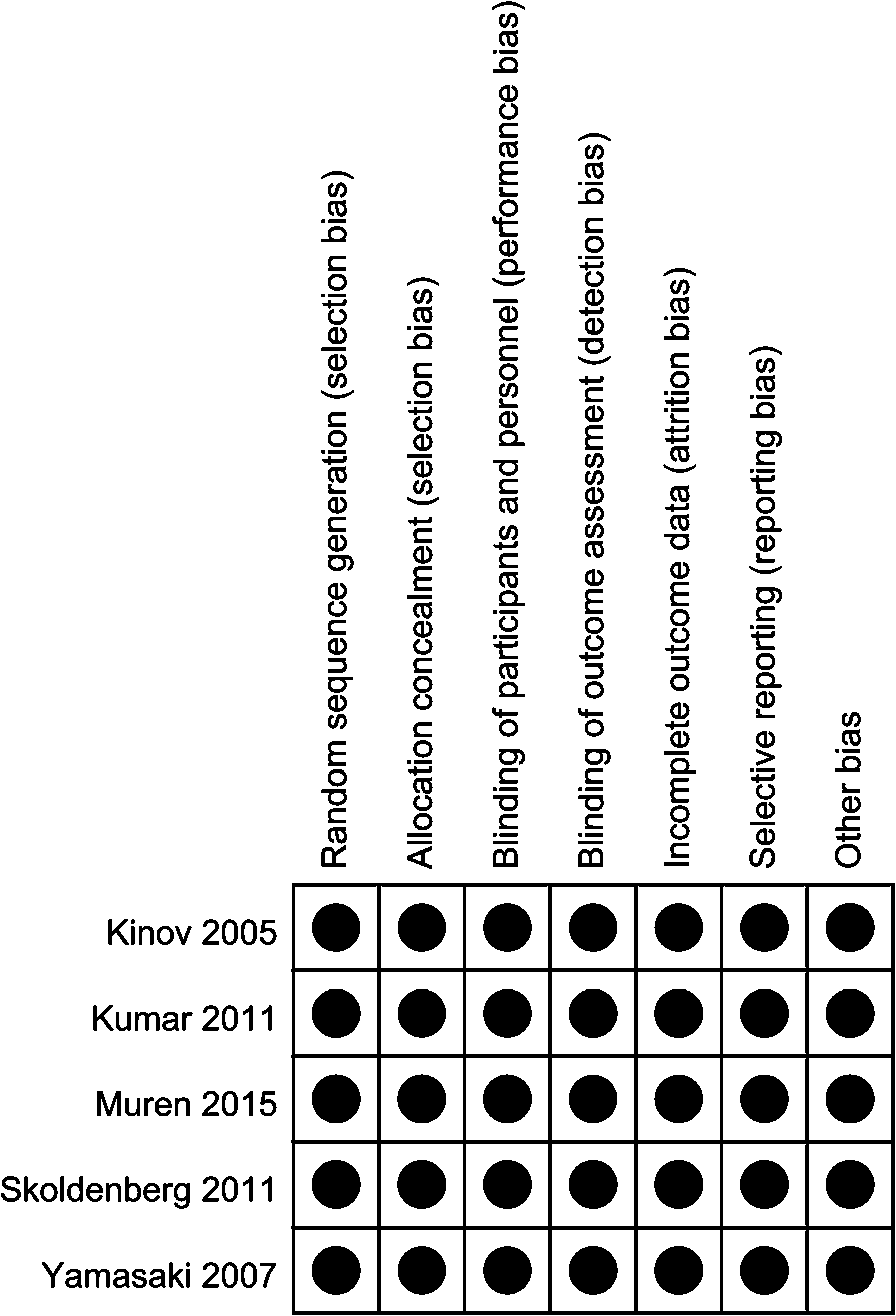 Random sequence generation (selection bias)
Allocation concealment (selection bias)
Blinding of participants and personnel (performance bias)
Blinding of outcome assessment (detection bias)
Incomplete outcome data (attrition bias)
Selective reporting (reporting bias)
Other bias
Kinov 2005
Kumar 2011
Muren 2015
Skoldenberg 2011
Yamasaki 2007